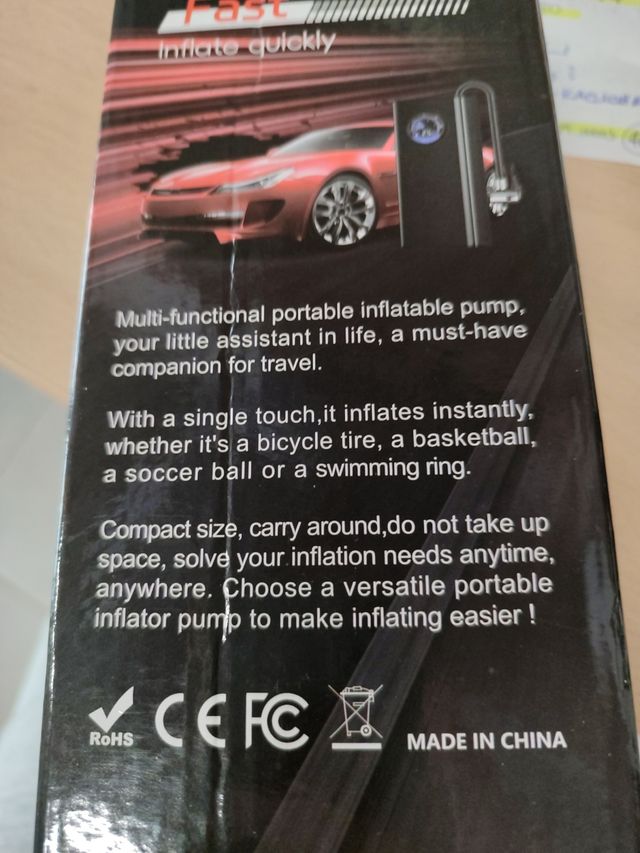 Fast
Inflate quickly
Multi-functional portable inflatable pump,
your little assistant in life, a must-have
companion for travel.
With a single touch,it inflates instantly,
whether it's a bicycle tire, a basketball,
a soccer ball or a swimming ring.
Compact size, carry around,do not take up
space, solve your inflation needs anytime,
anywhere. Choose a versatile portable
inflator pump to make inflating easier !
RoHS CE FC MADE IN CHINA